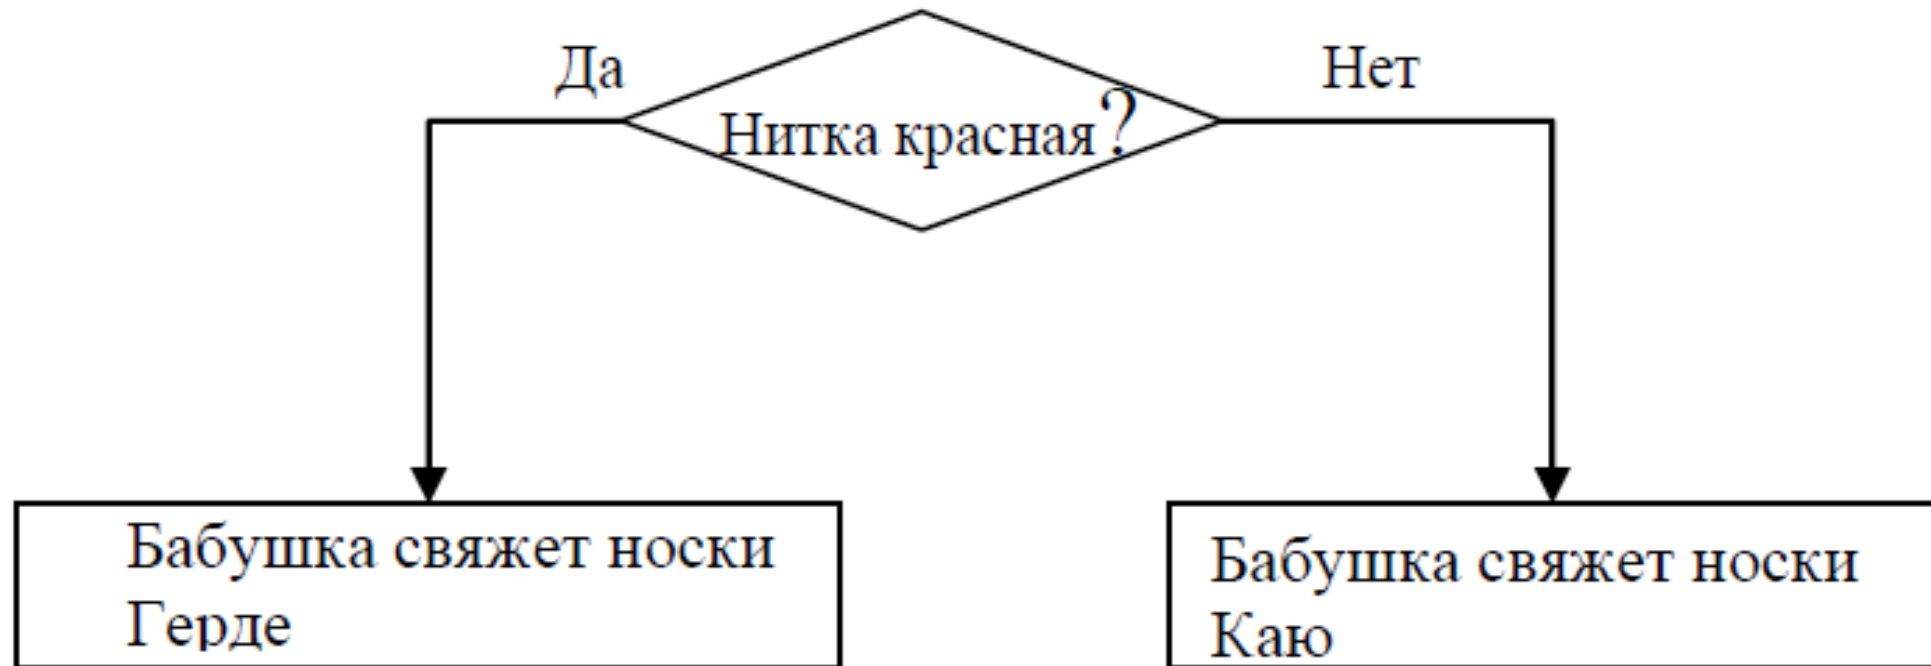 Да
Нет
Нитка красная?
Бабушка свяжет носки
Герде
Бабушка свяжет носки
Каю